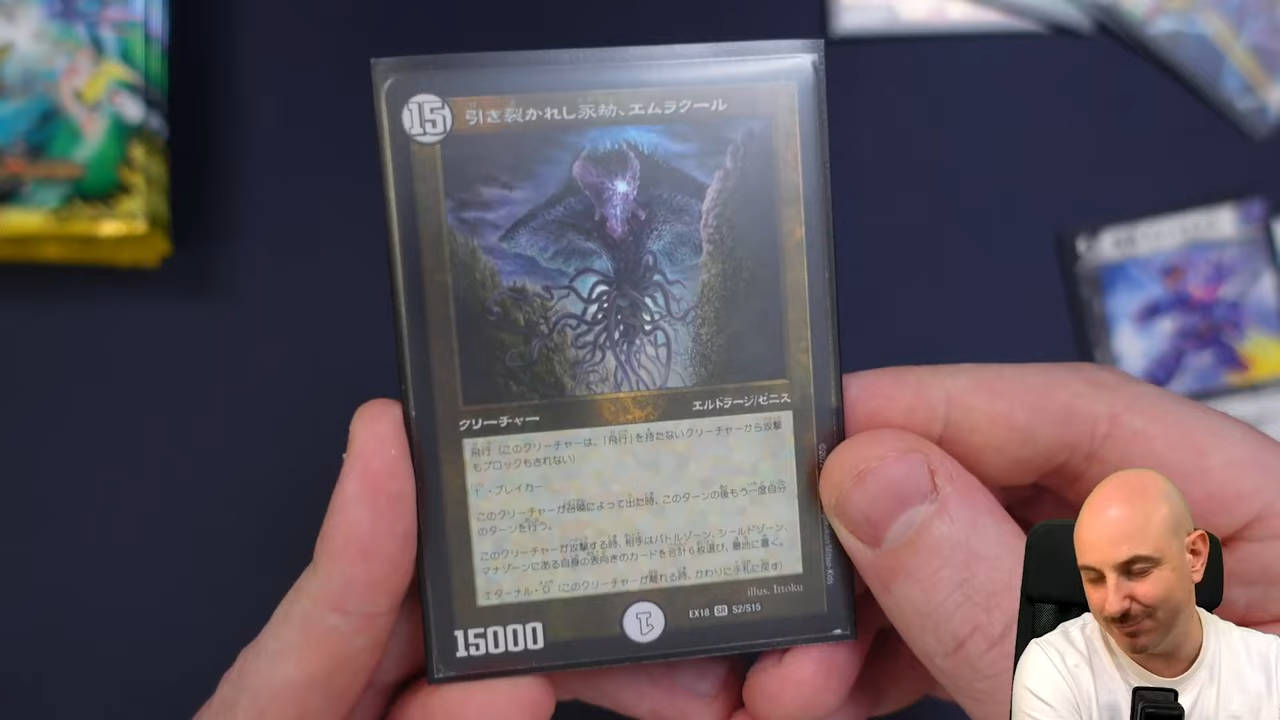 15
引き裂かれし永劫、エムラクール
クリーチャー
エルドラージ/ゼニス
飛行(このクリーチャーは、「飛行」を持たないクリーチャーから攻撃
もブロックもされない)
T・ブレイカー
このクリーチャーが召喚によって出た時、このターンの後もう一度自分
のターンを行う。
このクリーチャーが攻撃する時、相手はバトルゾーン、シールドゾーン、
マナゾーンにある自身の表向きのカードを合計6枚選び、墓地に置く。
エターナル・Ω(このクリーチャーが離れる時、かわりに手札に戻す)
illus. Ittoku
15000
EX18 SR S2/S15